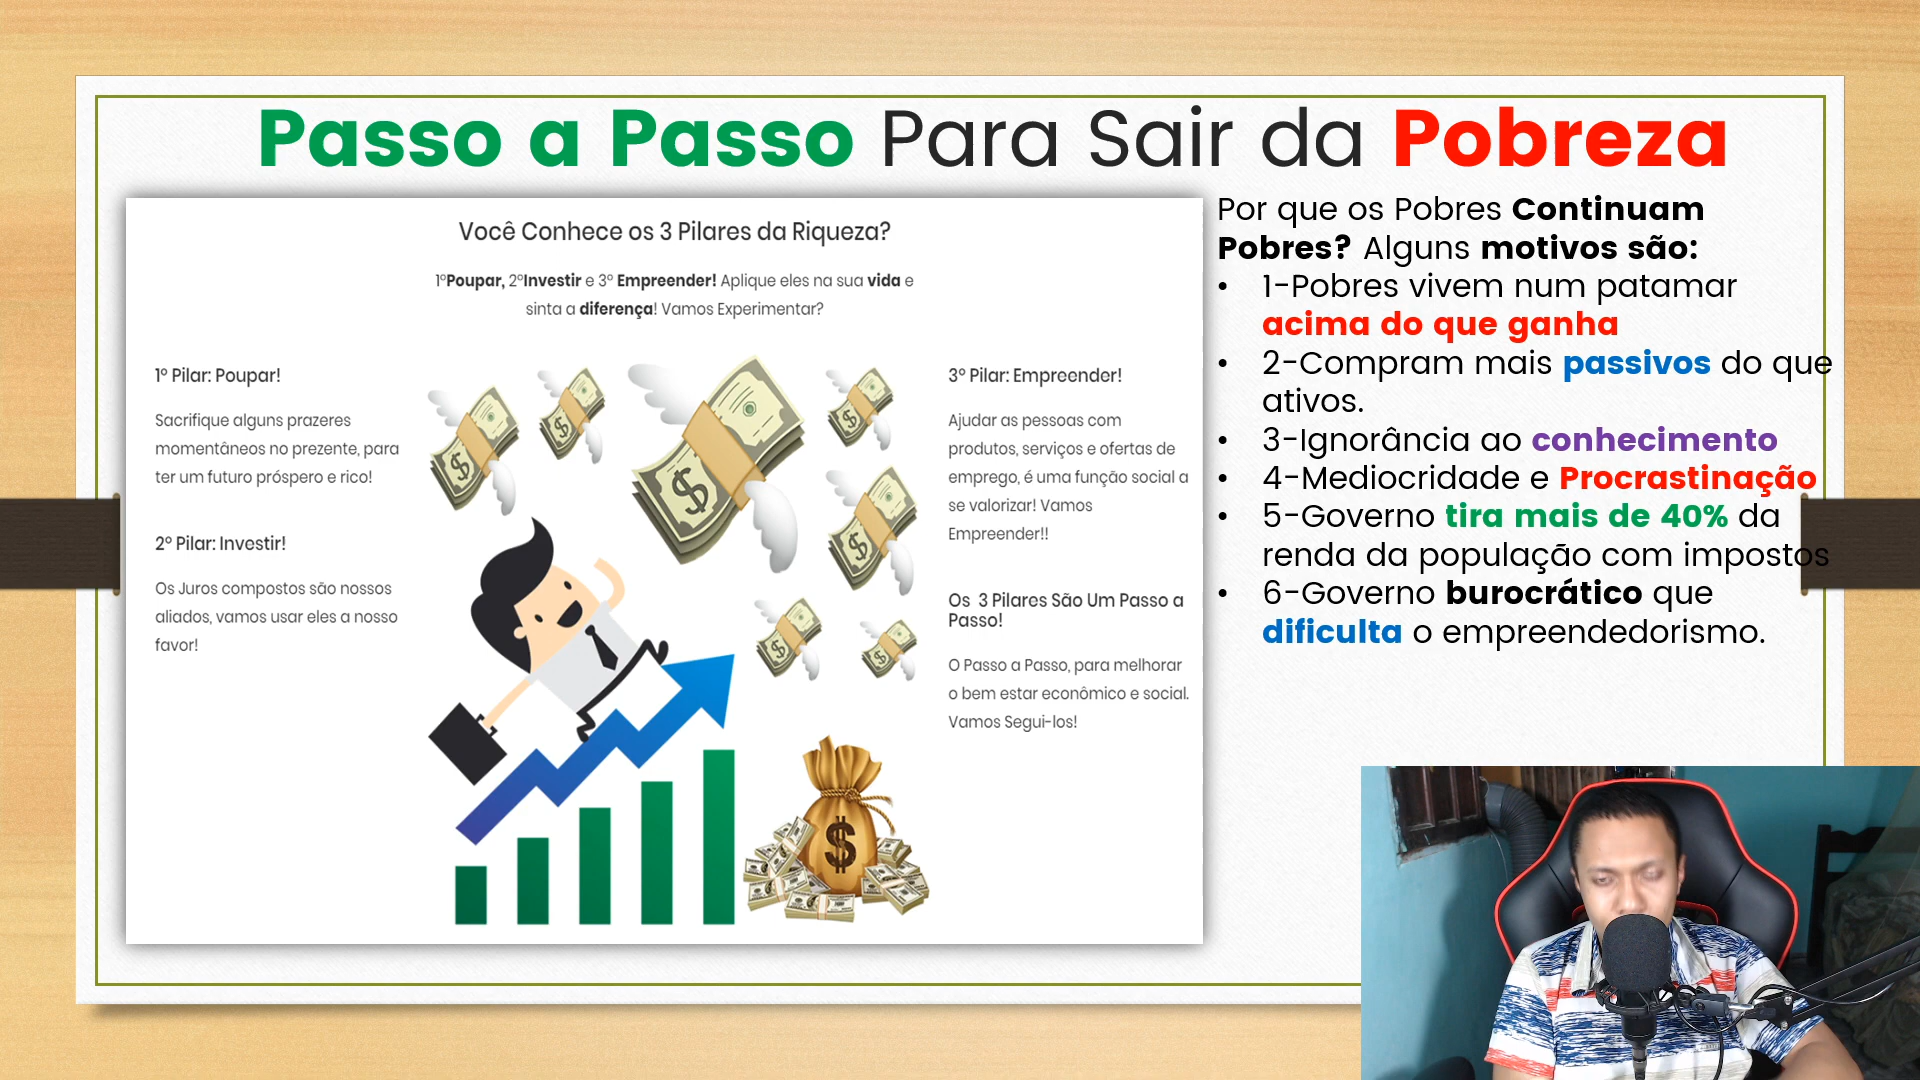 Passo a Passo Para Sair da Pobreza
Você Conhece os 3 Pilares da Riqueza?
1ºPoupar, 2ºInvestir e 3º Empreender! Aplique eles na sua vida e
sinta a diferença! Vamos Experimentar?
1º Pilar: Poupar!
Sacrifique alguns prazeres
momentâneos no prezente, para
ter um futuro próspero e rico!
2º Pilar: Investir!
Os Juros compostos são nossos
aliados, vamos usar eles a nosso
favor!
3º Pilar: Empreender!
Ajudar as pessoas com
produtos, serviços e ofertas de
emprego, é uma função social a
se valorizar! Vamos
Empreender!!
Os 3 Pilares São Um Passo a
Passo!
O Passo a Passo, para melhorar
o bem estar econômico e social.
Vamos Segui-los!
Por que os Pobres Continuam
Pobres? Alguns motivos são:
• 1-Pobres vivem num patamar
acima do que ganha
• 2-Compram mais passivos do que
ativos.
• 3-Ignorância ao conhecimento
• 4-Mediocridade e Procrastinação
• 5-Governo tira mais de 40% da
renda da população com impostos
• 6-Governo burocrático que
dificulta o empreendedorismo.